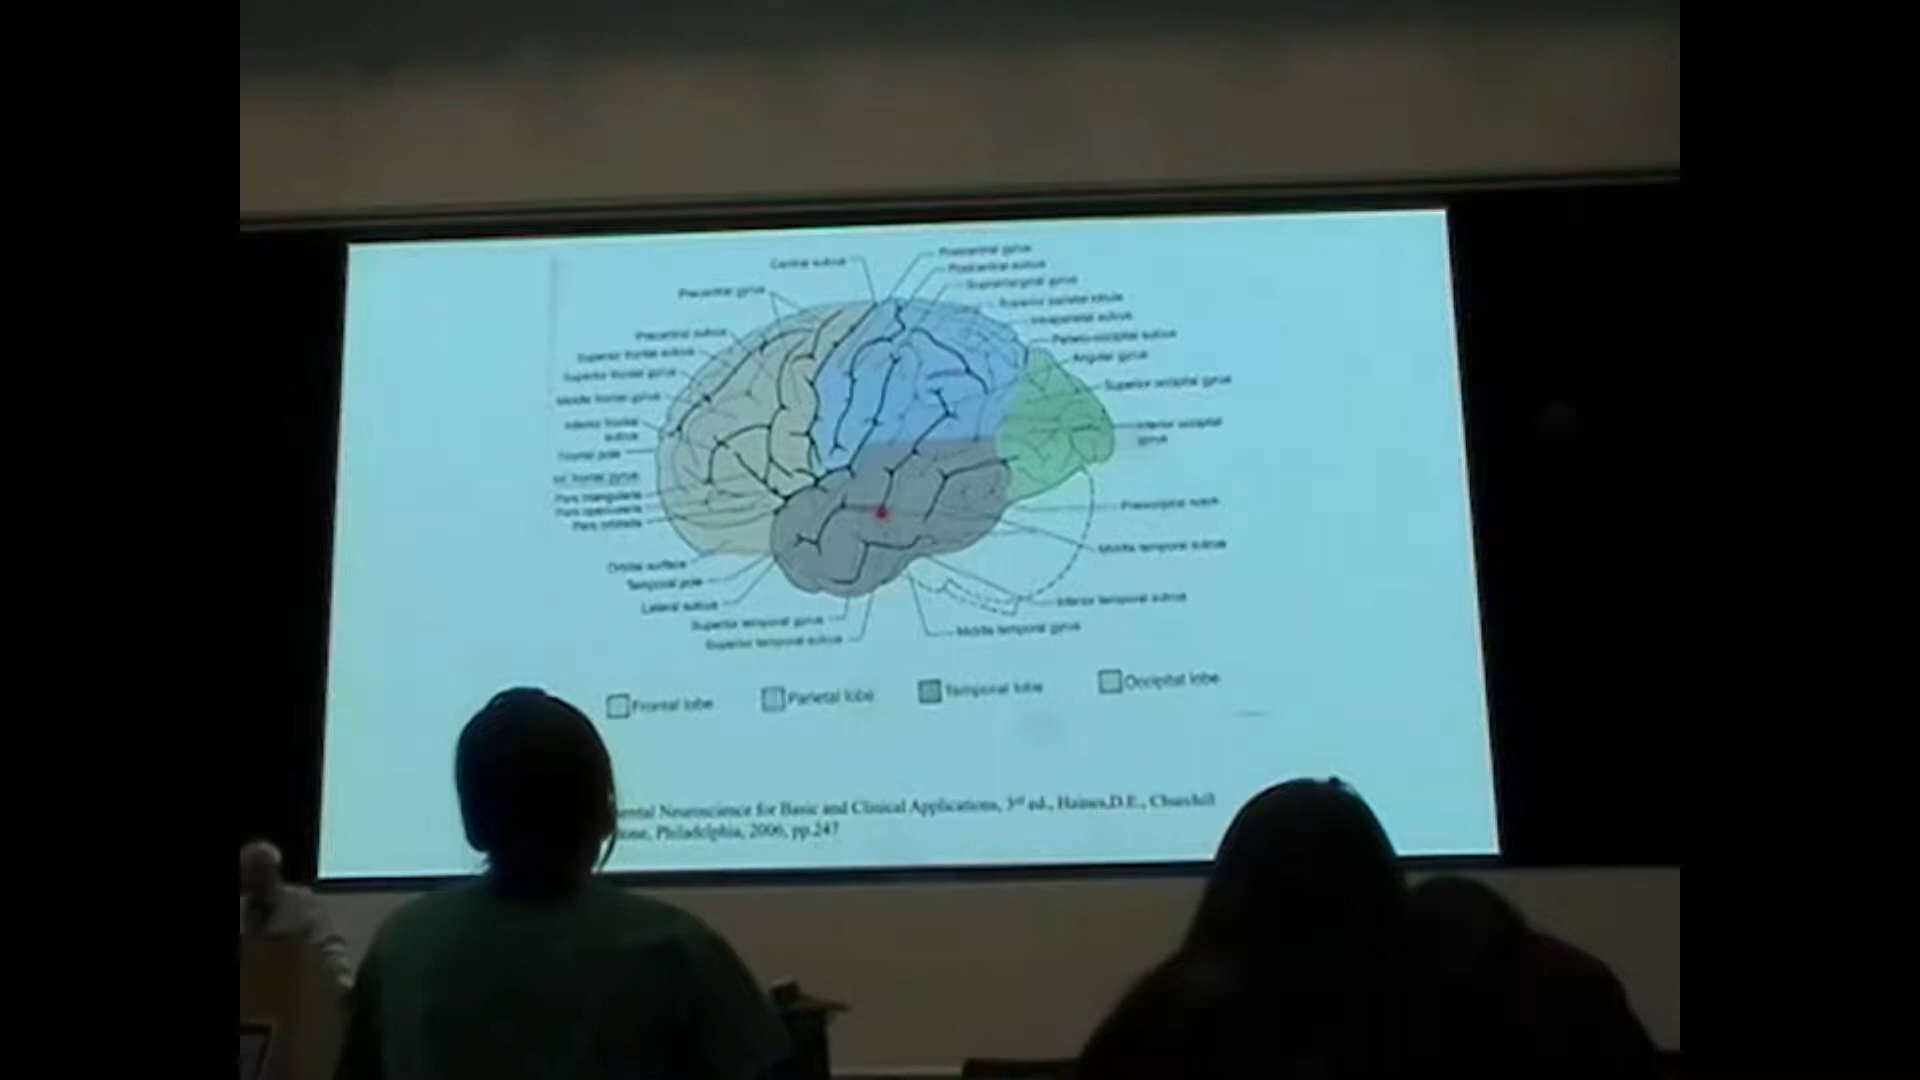 Central sulcus
Precentral gyrus
Precentral sulcus
Superior frontal sulcus
Superior frontal gyrus
Middle frontal gyrus
Inferior frontal
sulcus
Frontal pole
Inf. frontal gyrus
Pars triangularis
Pars opercularis
Pars orbitalis
Orbital surface
Temporal pole
Lateral sulcus
Superior temporal gyrus
Superior temporal sulcus
Postcentral gyrus
Postcentral sulcus
Supramarginal gyrus
Superior parietal lobule
Intraparietal sulcus
Parieto-occipital sulcus
Angular gyrus
Superior occipital gyrus
Inferior occipital
gyrus
Preoccipital notch
Middle temporal sulcus
Inferior temporal sulcus
Middle temporal gyrus
Frontal lobe
Parietal lobe
Temporal lobe
Occipital lobe
ental Neuroscience for Basic and Clinical Applications, 3rd ed., Haines,D.E., Churchill
tone, Philadelphia, 2006, pp.247